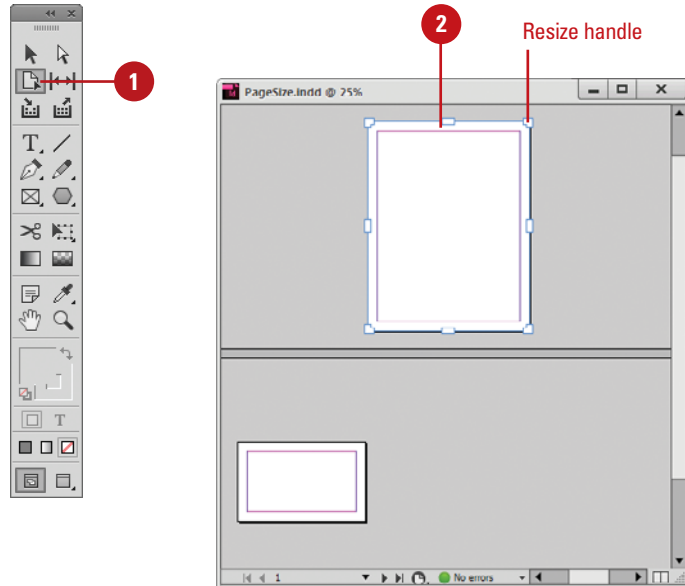 2
Resize handle
1
PageSize.indd @ 25%
T
T
1
No errors